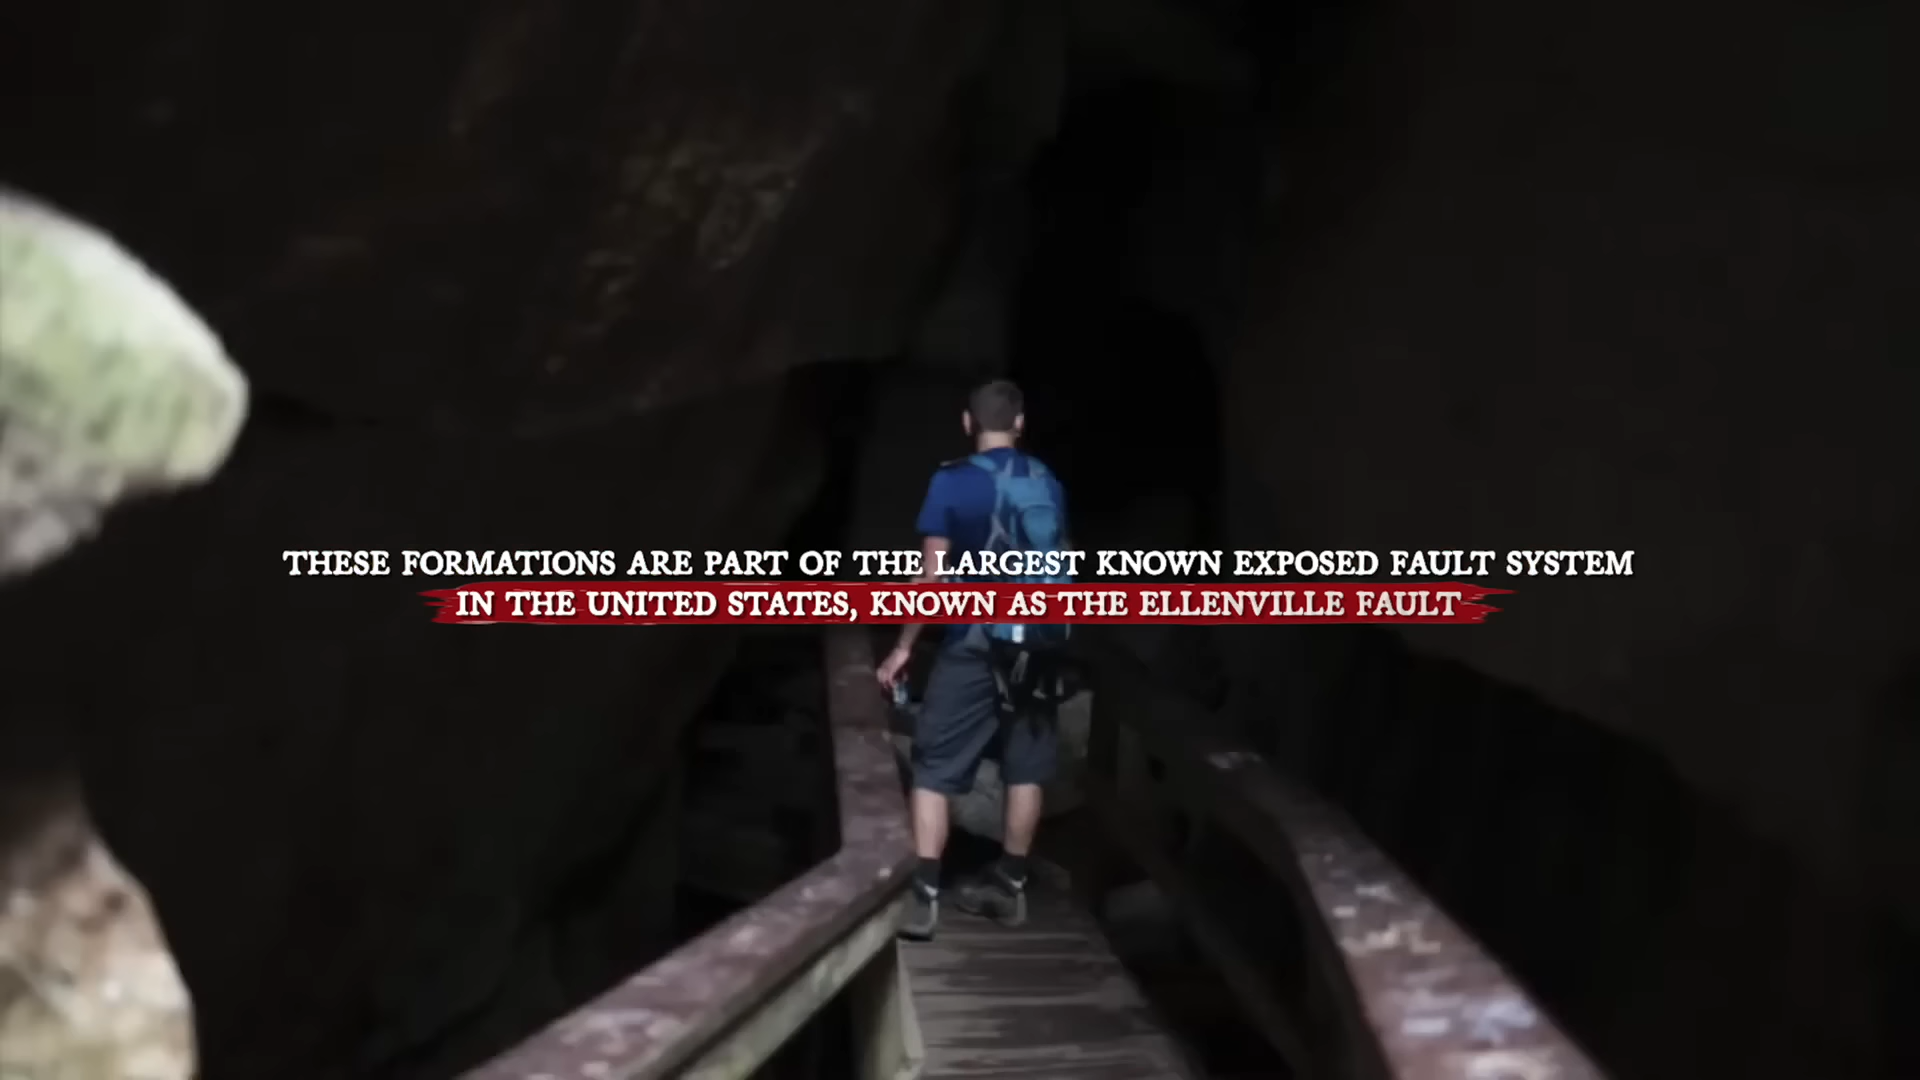 THESE FORMATIONS ARE PART OF THE LARGEST KNOWN EXPOSED FAULT SYSTEM
IN THE UNITED STATES, KNOWN AS THE ELLENVILLE FAULT